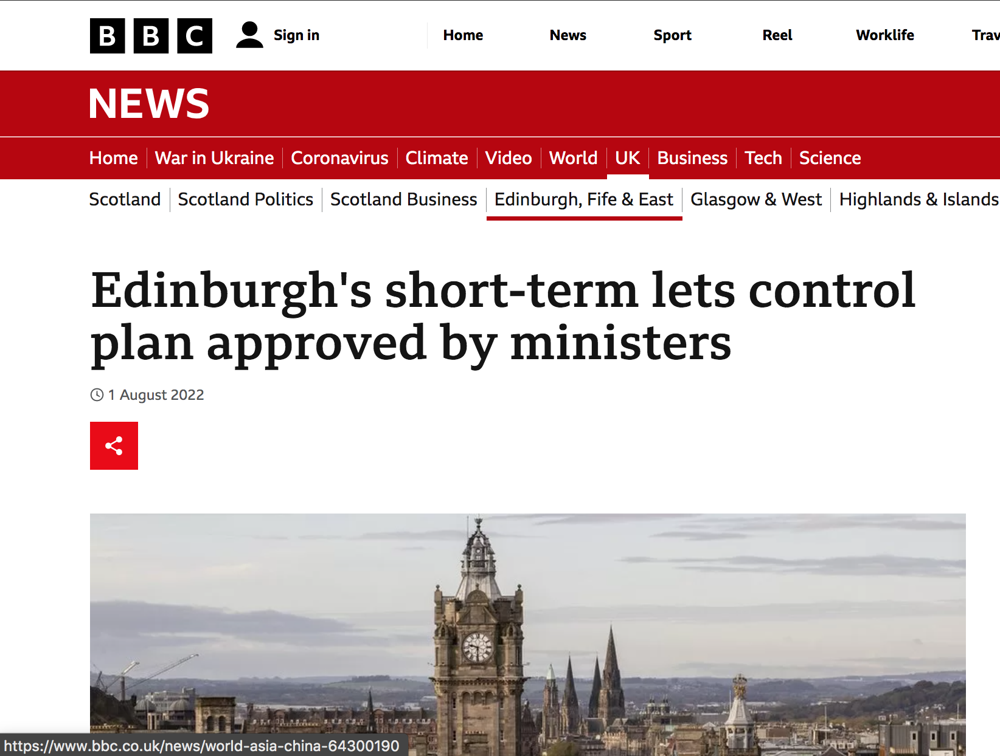 BBC
Sign in
Home
News
Sport
Reel
Worklife
Trav
NEWS
Home
War in Ukraine
Coronavirus
Climate
Video
World
UK
Business
Tech
Science
Scotland
Scotland Politics
Scotland Business
Edinburgh, Fife & East
Glasgow & West
Highlands & Islands
Edinburgh's short-term lets control
plan approved by ministers
1 August 2022
https://www.bbc.co.uk/news/world-asia-china-64300190